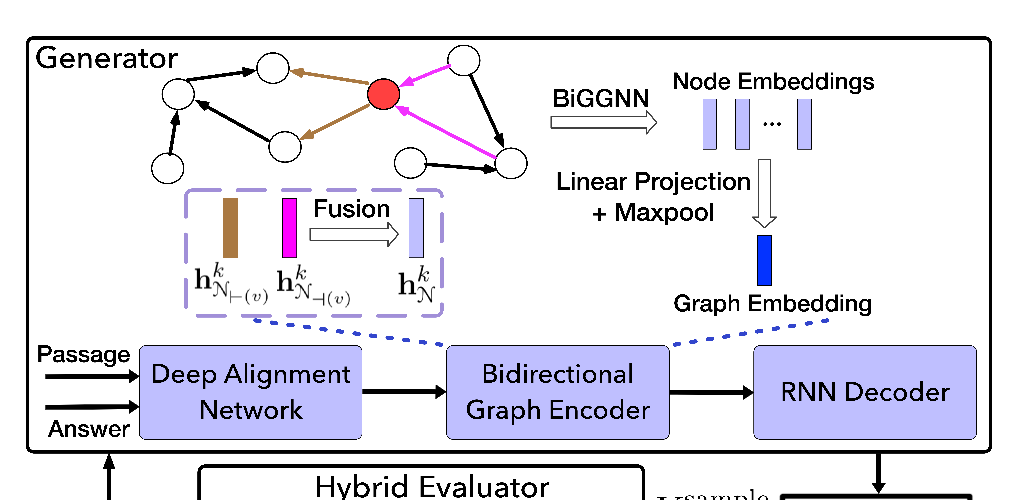 Generator
BiGGNN
Node Embeddings
...
Linear Projection
+ Maxpool
Fusion
$\mathbf{h}^k_{\mathcal{N}_{\vdash(v)}}$ $\mathbf{h}^k_{\mathcal{N}_{\dashv(v)}}$ $\mathbf{h}^k_{\mathcal{N}}$
Graph Embedding
Passage
Answer
Deep Alignment
Network
Bidirectional
Graph Encoder
RNN Decoder
Hybrid Evaluator
sample